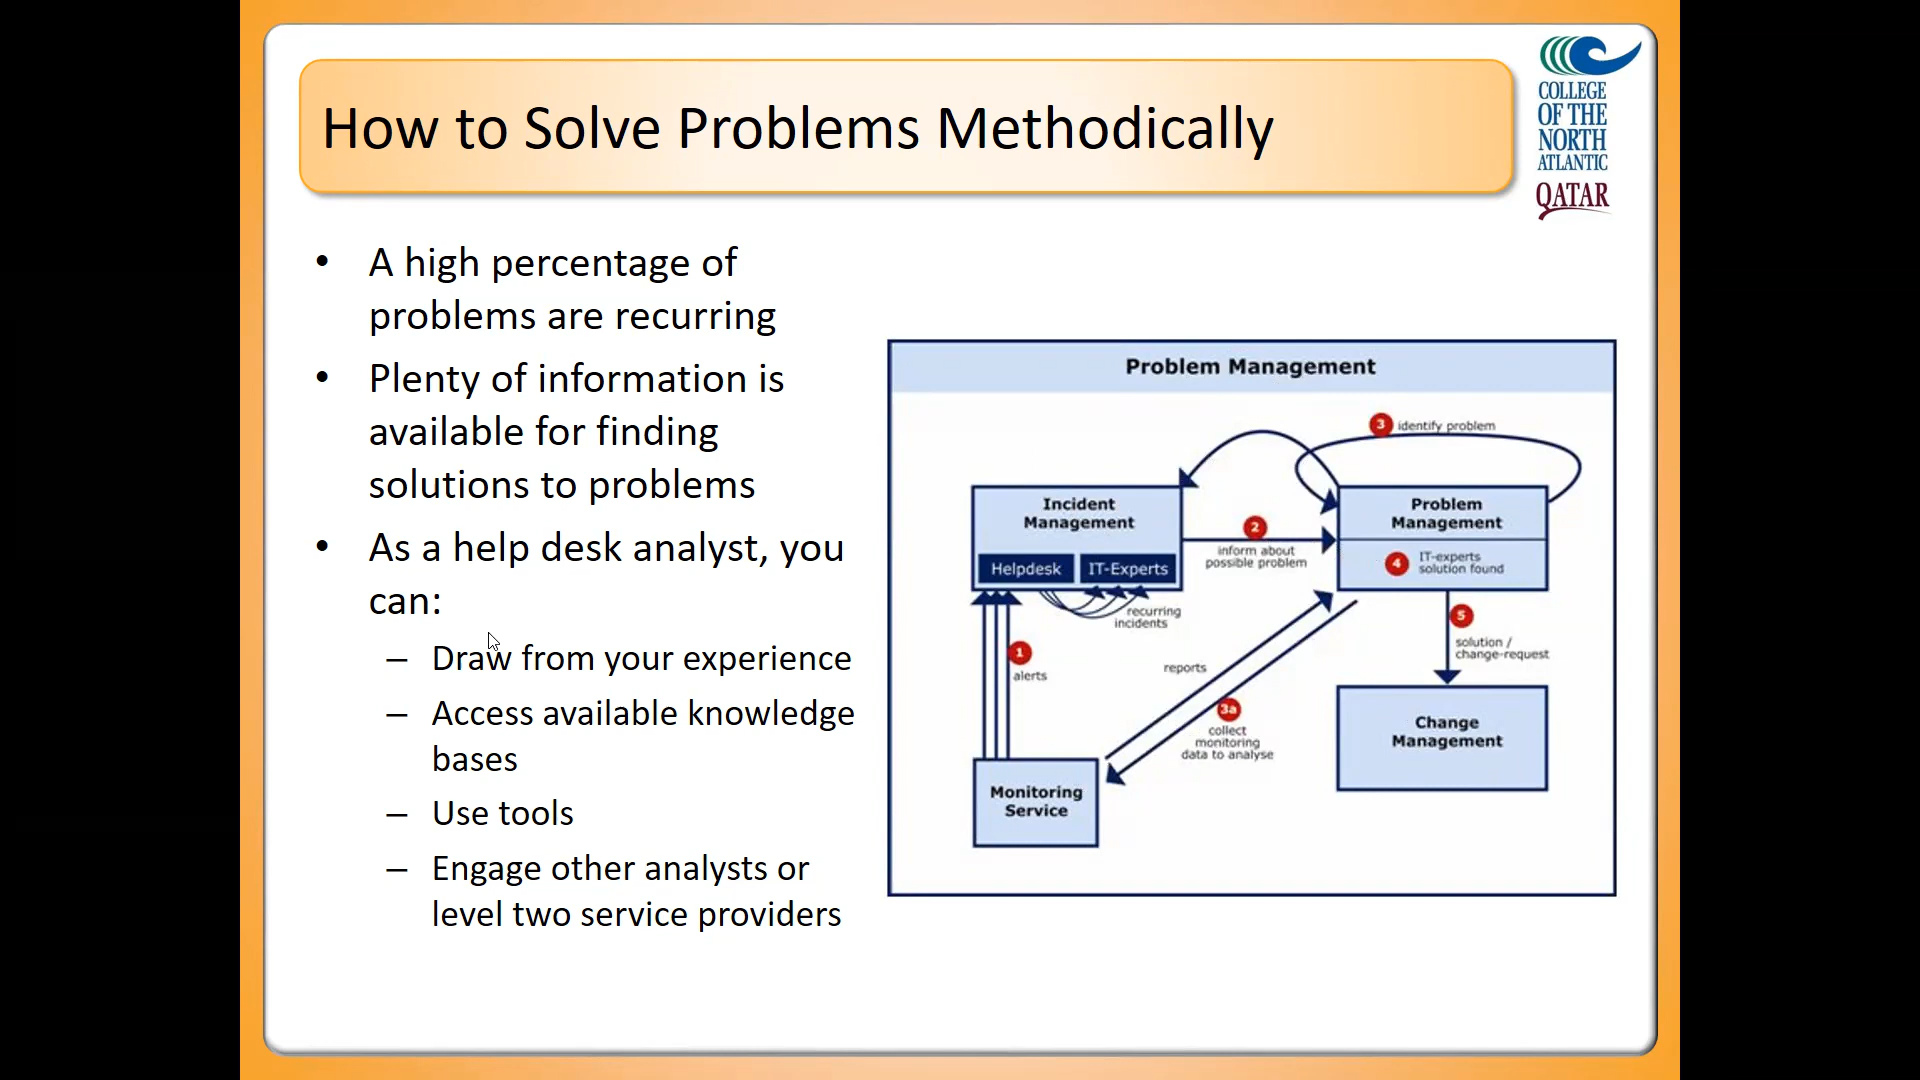 How to Solve Problems Methodically
COLLEGE
OF THE
NORTH
ATLANTIC
QATAR
• A high percentage of
problems are recurring
• Plenty of information is
available for finding
solutions to problems
• As a help desk analyst, you
can:
– Draw from your experience
– Access available knowledge
bases
– Use tools
– Engage other analysts or
level two service providers
Problem Management
3 identify problem
Incident
Management
Helpdesk IT-Experts
recurring
incidents
2
inform about
possible problem
Problem
Management
4 IT-experts
solution found
1
alerts
reports
3a
collect
monitoring
data to analyse
5
solution /
change-request
Change
Management
Monitoring
Service